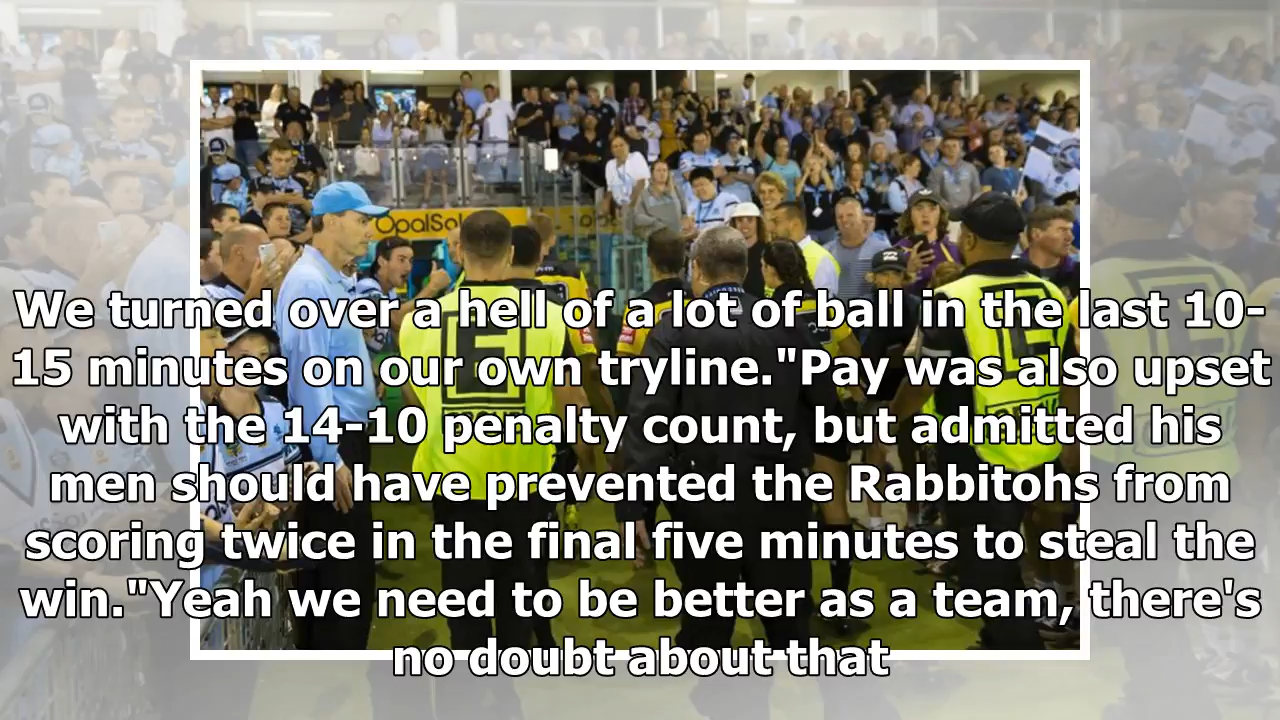 OpalSol
We turned over a hell of a lot of ball in the last 10-
15 minutes on our own tryline."Pay was also upset
with the 14-10 penalty count, but admitted his
men should have prevented the Rabbitohs from
scoring twice in the final five minutes to steal the
win."Yeah we need to be better as a team, there's
no doubt about that